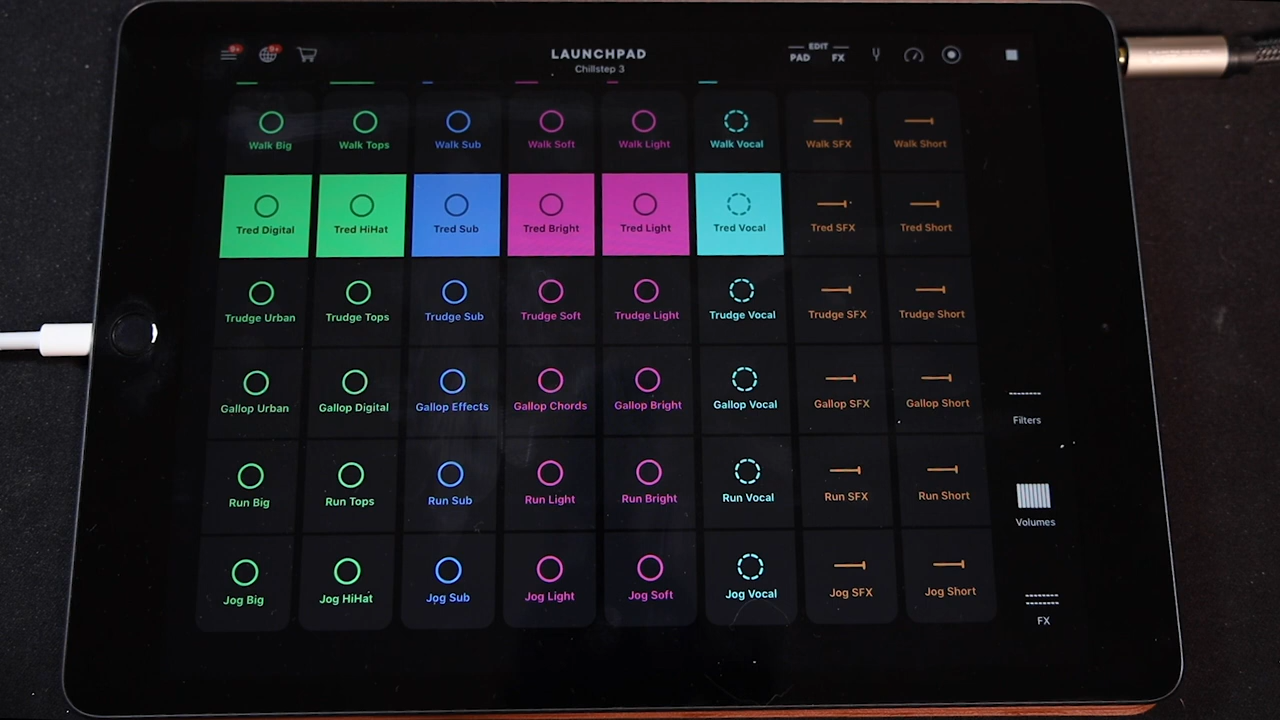 9+
9+
LAUNCHPAD
Chillstep 3
EDIT
PAD FX
Walk Big Walk Tops Walk Sub Walk Soft Walk Light Walk Vocal Walk SFX Walk Short
Tred Digital Tred HiHat Tred Sub Tred Bright Tred Light Tred Vocal Tred SFX Tred Short
Trudge Urban Trudge Tops Trudge Sub Trudge Soft Trudge Light Trudge Vocal Trudge SFX Trudge Short
Gallop Urban Gallop Digital Gallop Effects Gallop Chords Gallop Bright Gallop Vocal Gallop SFX Gallop Short
Filters
Run Big Run Tops Run Sub Run Light Run Bright Run Vocal Run SFX Run Short
Volumes
Jog Big Jog HiHat Jog Sub Jog Light Jog Soft Jog Vocal Jog SFX Jog Short
FX